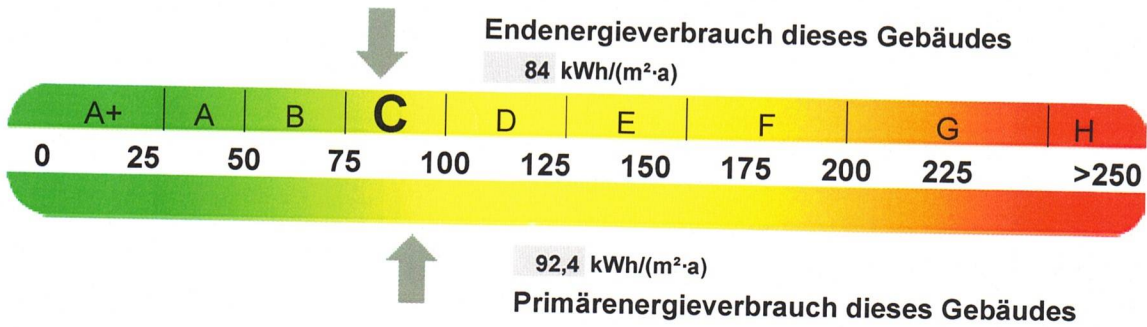 Endenergieverbrauch dieses Gebäudes
84 kWh/(m²·a)
A+ A B C D E F G H
0 25 50 75 100 125 150 175 200 225 >250
92,4 kWh/(m²·a)
Primärenergieverbrauch dieses Gebäudes